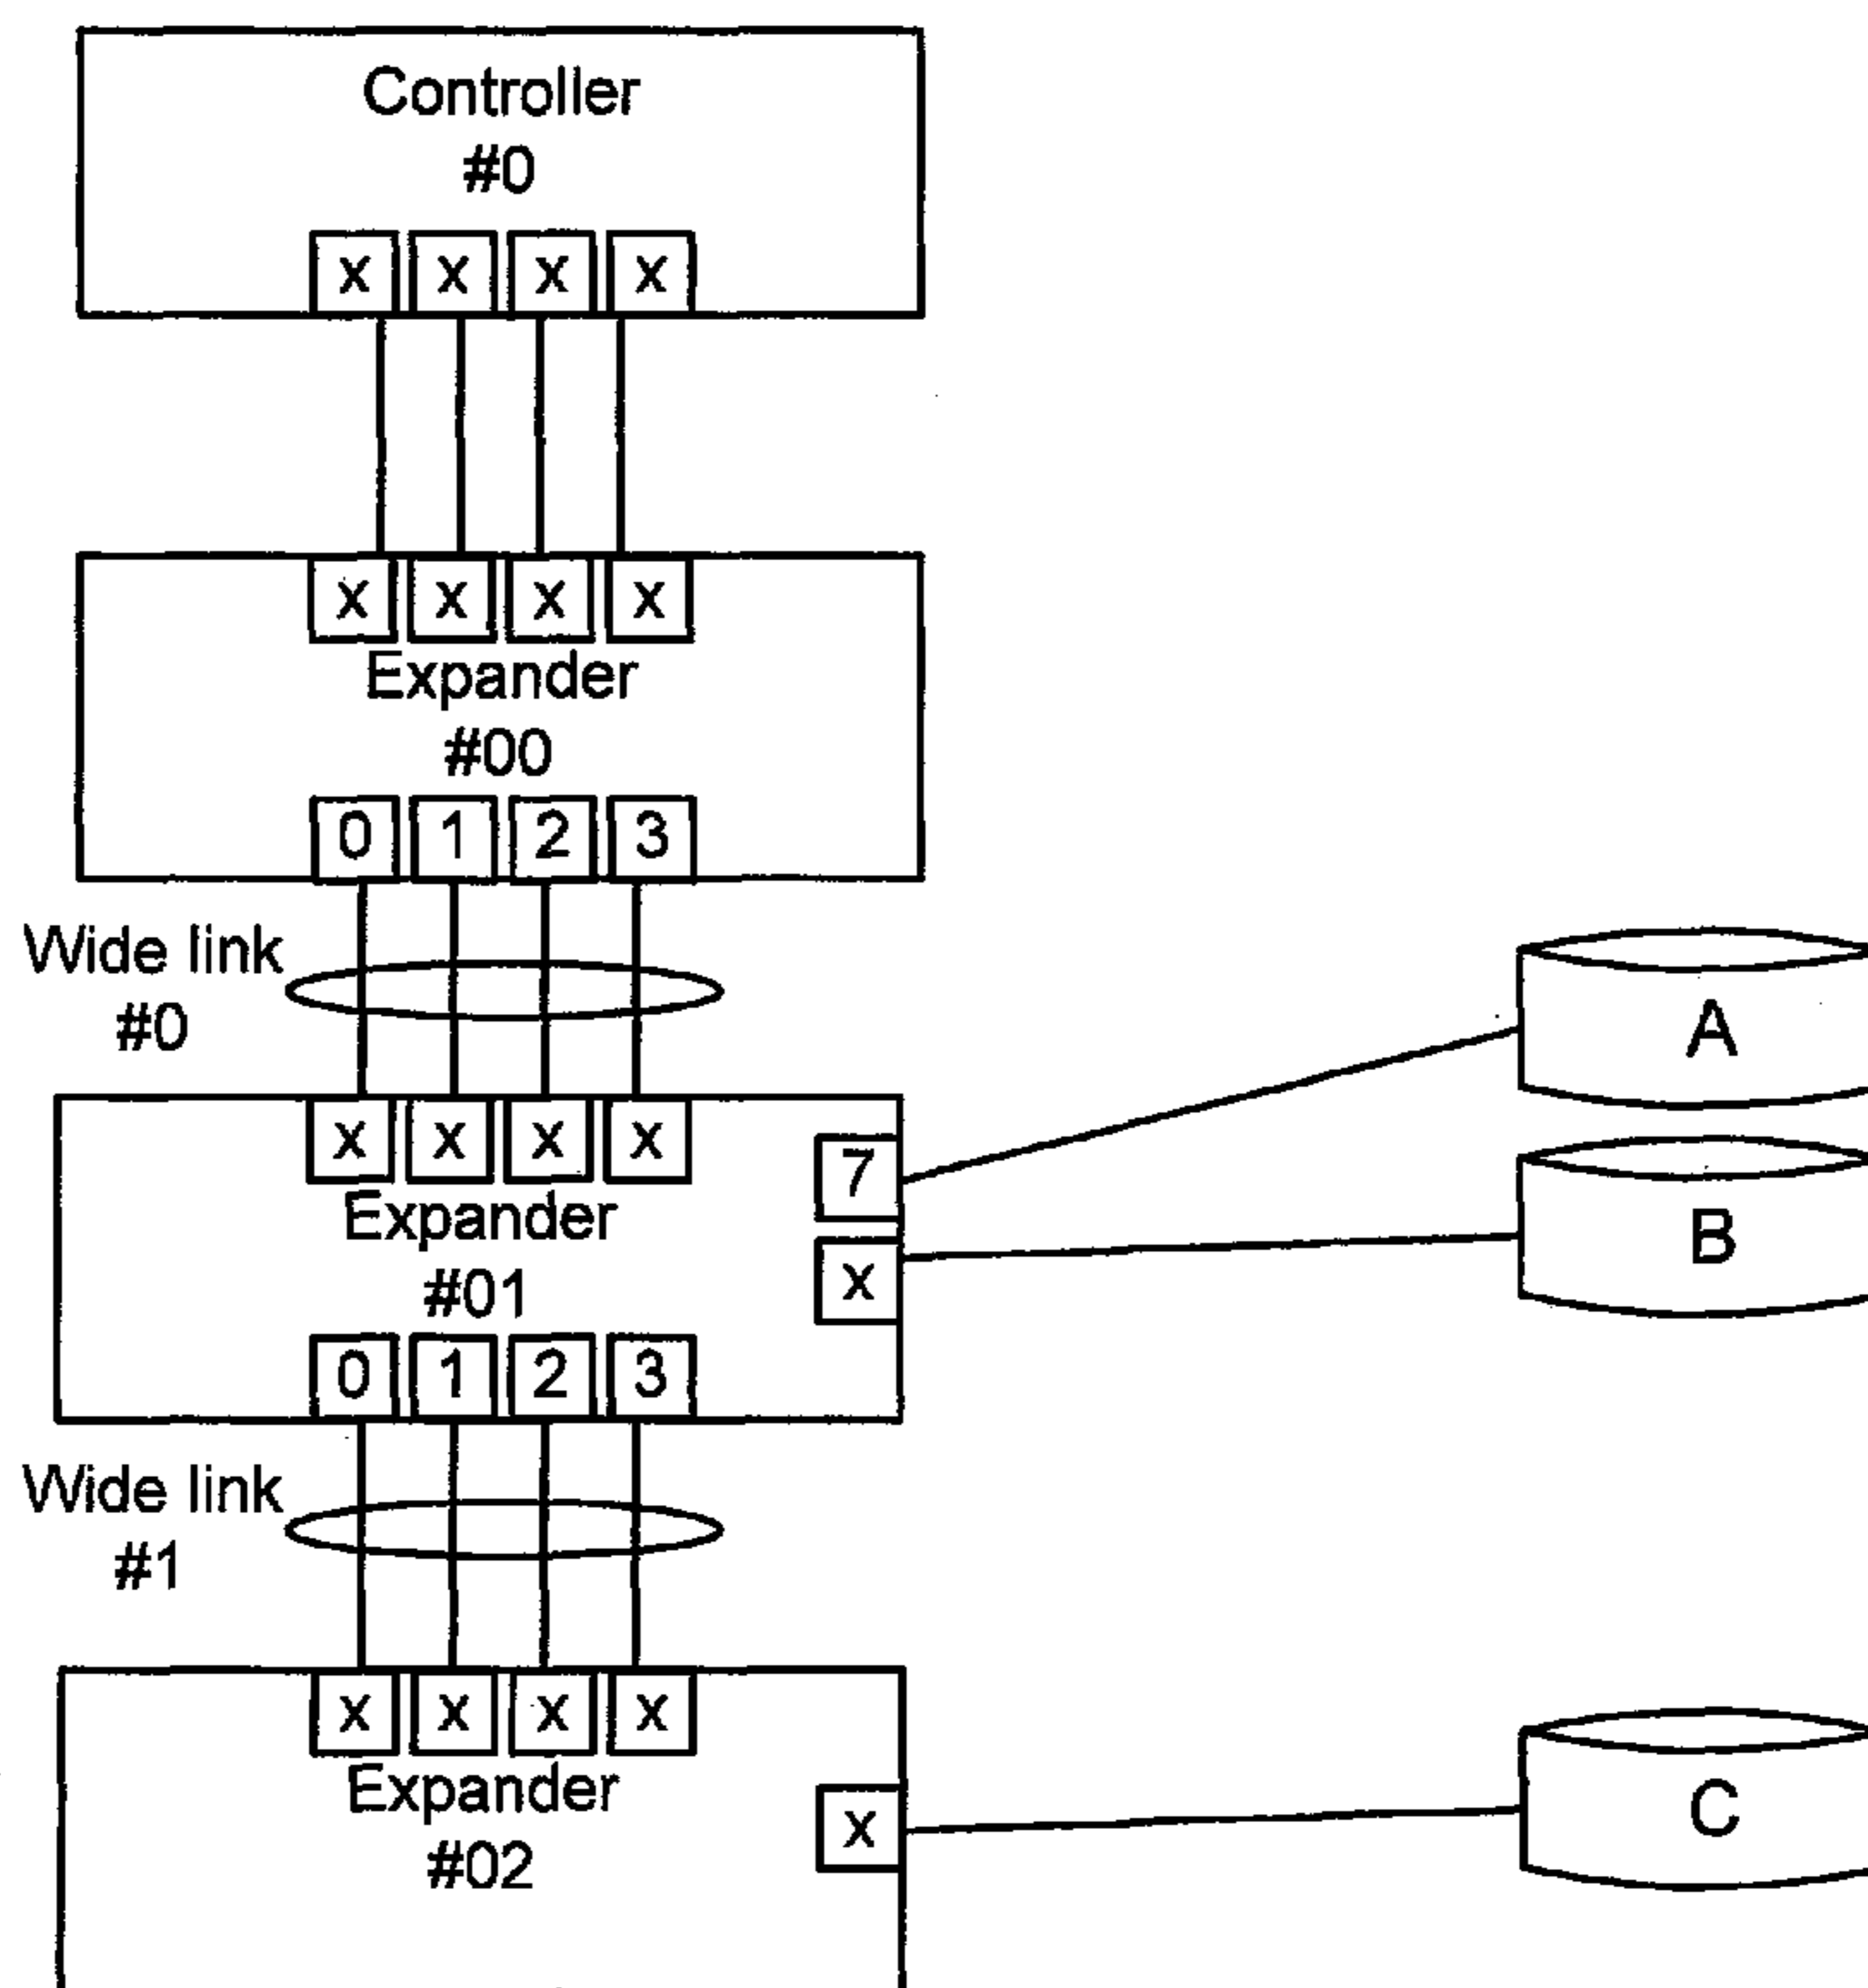 Controller
#0
x x x x
x x x x
Expander
#00
0 1 2 3
Wide link
#0
A
x x x x
7
B
Expander
#01
x
0 1 2 3
Wide link
#1
x x x x
Expander
#02
x
C